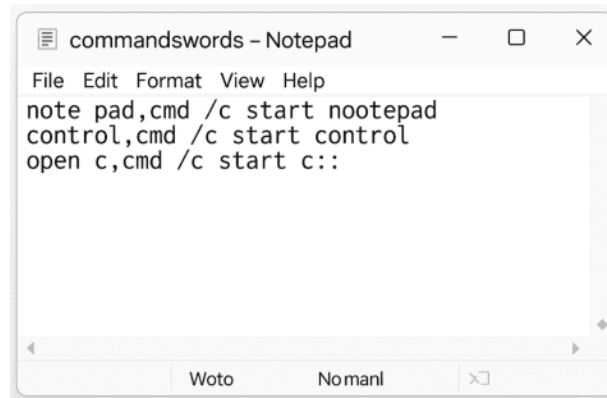 commandswords – Notepad
File Edit Format View Help
note pad,cmd /c start nootepad
control,cmd /c start control
open c,cmd /c start c::
Woto Nomanl